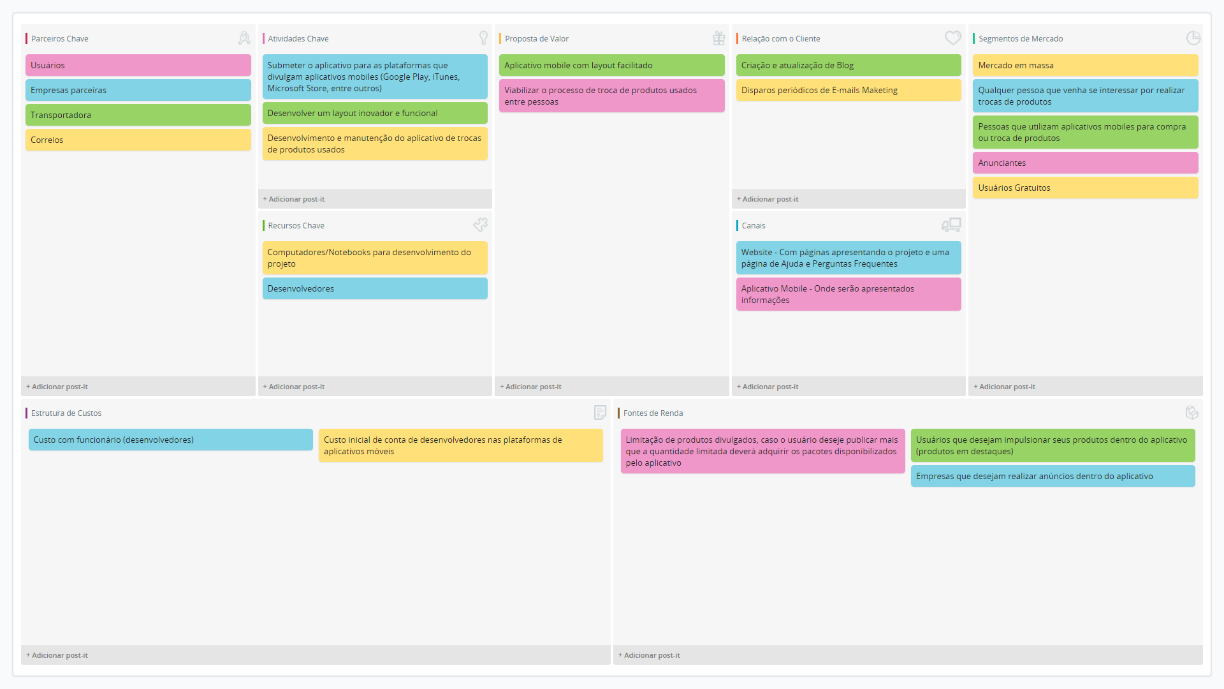 Parceiros Chave
Usuários
Empresas parceiras
Transportadora
Correios
+ Adicionar post-it
Atividades Chave
Submeter o aplicativo para as plataformas que
divulgam aplicativos mobiles (Google Play, iTunes,
Microsoft Store, entre outros)
Desenvolver um layout inovador e funcional
Desenvolvimento e manutenção do aplicativo de trocas
de produtos usados
+ Adicionar post-it
Recursos Chave
Computadores/Notebooks para desenvolvimento do
projeto
Desenvolvedores
+ Adicionar post-it
Proposta de Valor
Aplicativo mobile com layout facilitado
Viabilizar o processo de troca de produtos usados
entre pessoas
+ Adicionar post-it
Relação com o Cliente
Criação e atualização de Blog
Disparos periódicos de E-mails Maketing
+ Adicionar post-it
Canais
Website - Com páginas apresentando o projeto e uma
página de Ajuda e Perguntas Frequentes
Aplicativo Mobile - Onde serão apresentados
informações
+ Adicionar post-it
Segmentos de Mercado
Mercado em massa
Qualquer pessoa que venha se interessar por realizar
trocas de produtos
Pessoas que utilizam aplicativos mobiles para compra
ou troca de produtos
Anunciantes
Usuários Gratuitos
+ Adicionar post-it
Estrutura de Custos
Custo com funcionário (desenvolvedores)
Custo inicial de conta de desenvolvedores nas plataformas de
aplicativos móveis
+ Adicionar post-it
Fontes de Renda
Limitação de produtos divulgados, caso o usuário deseje publicar mais
que a quantidade limitada deverá adquirir os pacotes disponibilizados
pelo aplicativo
Usuários que desejam impulsionar seus produtos dentro do aplicativo
(produtos em destaques)
Empresas que desejam realizar anúncios dentro do aplicativo
+ Adicionar post-it